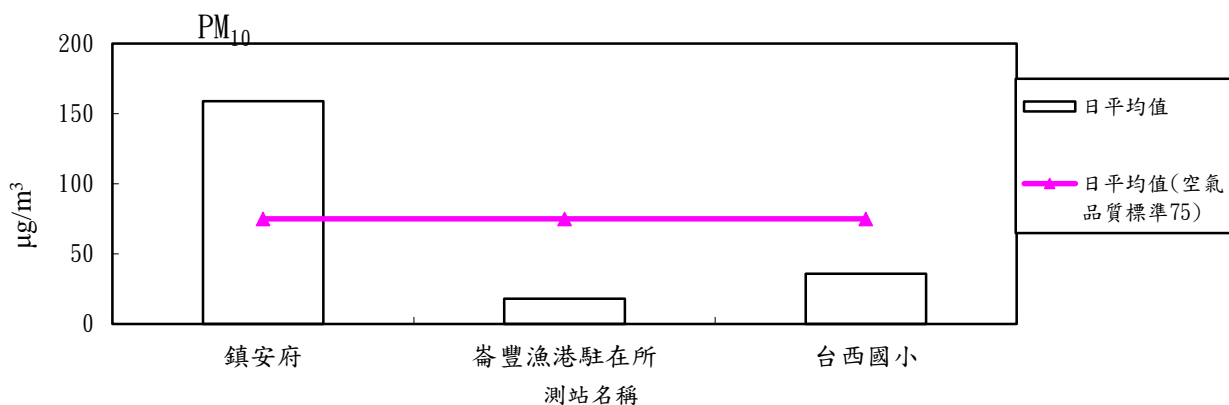 PM₁₀
200
150
100
50
0
μg/m³
鎮安府 崙豐漁港駐在所 台西國小
測站名稱
日平均值
日平均值(空氣
品質標準75)